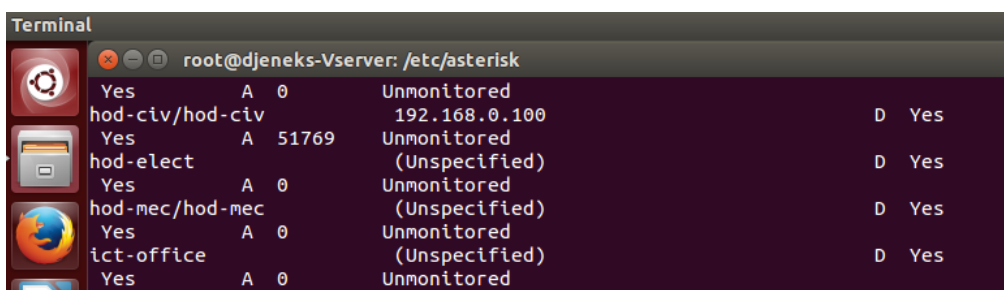 Terminal
root@djeneks-Vserver: /etc/asterisk
Yes A 0 Unmonitored
hod-civ/hod-civ 192.168.0.100 D Yes
Yes A 51769 Unmonitored
hod-elect (Unspecified) D Yes
Yes A 0 Unmonitored
hod-mec/hod-mec (Unspecified) D Yes
Yes A 0 Unmonitored
ict-office (Unspecified) D Yes
Yes A 0 Unmonitored